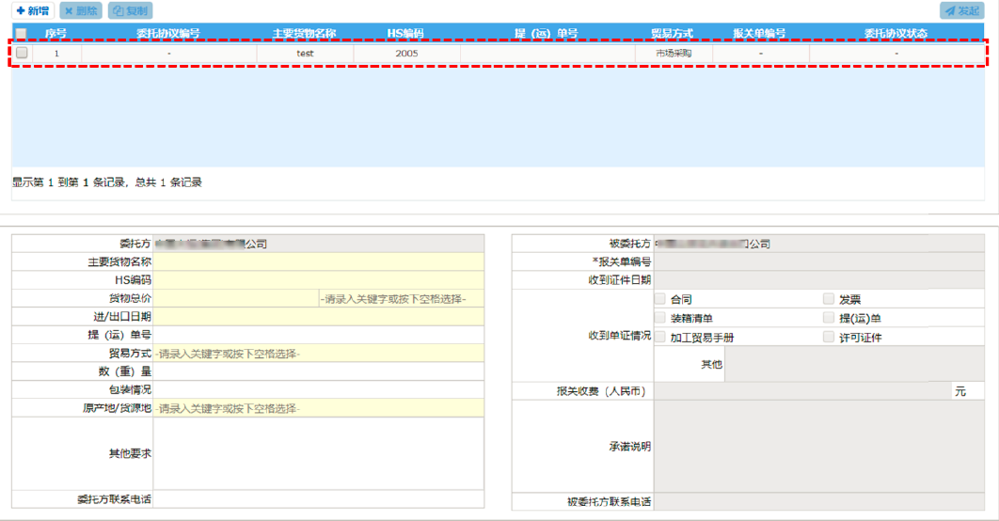 新增 删除 复制 发起
序号 委托协议编号 主要货物名称 HS编码 提（运）单号 贸易方式 报关单编号 委托协议状态
1 - test 2005 市场采购 - -
显示第 1 到第 1 条记录，总共 1 条记录
委托方 公司
主要货物名称
HS编码
货物总价 -请录入关键字或按下空格选择-
进/出口日期
提（运）单号
贸易方式 -请录入关键字或按下空格选择-
数（重）量
包装情况
原产地/货源地 -请录入关键字或按下空格选择-
其他要求
委托方联系电话
被委托方 公司
*报关单编号
收到证件日期
收到单证情况
合同 发票
装箱清单 提(运)单
加工贸易手册 许可证件
其他
报关收费（人民币） 元
承诺说明
被委托方联系电话